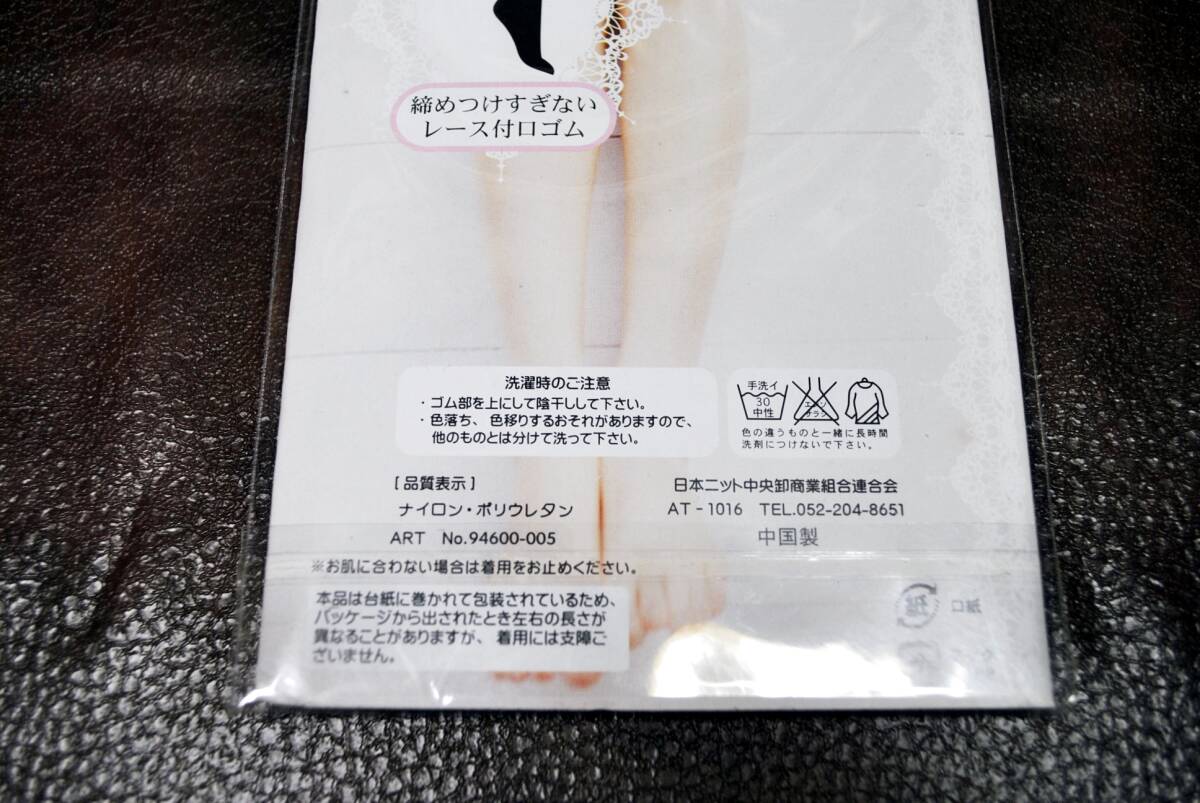 締めつけすぎない
レース付口ゴム
洗濯時のご注意
・ゴム部を上にして陰干しして下さい。
・色落ち、色移りするおそれがありますので、
他のものとは分けて洗って下さい。
手洗イ
30
中性
エンソ
サラシ
色の違うものと一緒に長時間
洗剤につけないで下さい。
[品質表示]
ナイロン・ポリウレタン
ART No.94600-005
日本ニット中央卸商業組合連合会
AT-1016 TEL.052-204-8651
中国製
※お肌に合わない場合は着用をお止めください。
本品は台紙に巻かれて包装されているため、
パッケージから出されたとき左右の長さが
異なることがありますが、着用には支障ご
ざいません。
紙
口紙